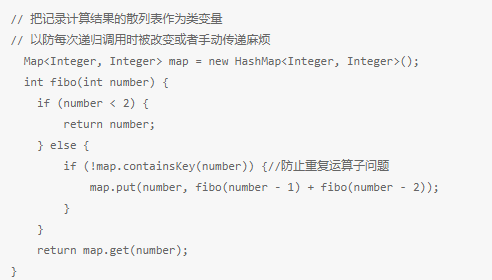 // 把记录计算结果的散列表作为类变量
// 以防每次递归调用时被改变或者手动传递麻烦
  Map<Integer, Integer> map = new HashMap<Integer, Integer>();
  int fibo(int number) {
    if (number < 2) {
        return number;
    } else {
        if (!map.containsKey(number)) {//防止重复运算子问题
            map.put(number, fibo(number - 1) + fibo(number - 2));
        }
    }
    return map.get(number);
}